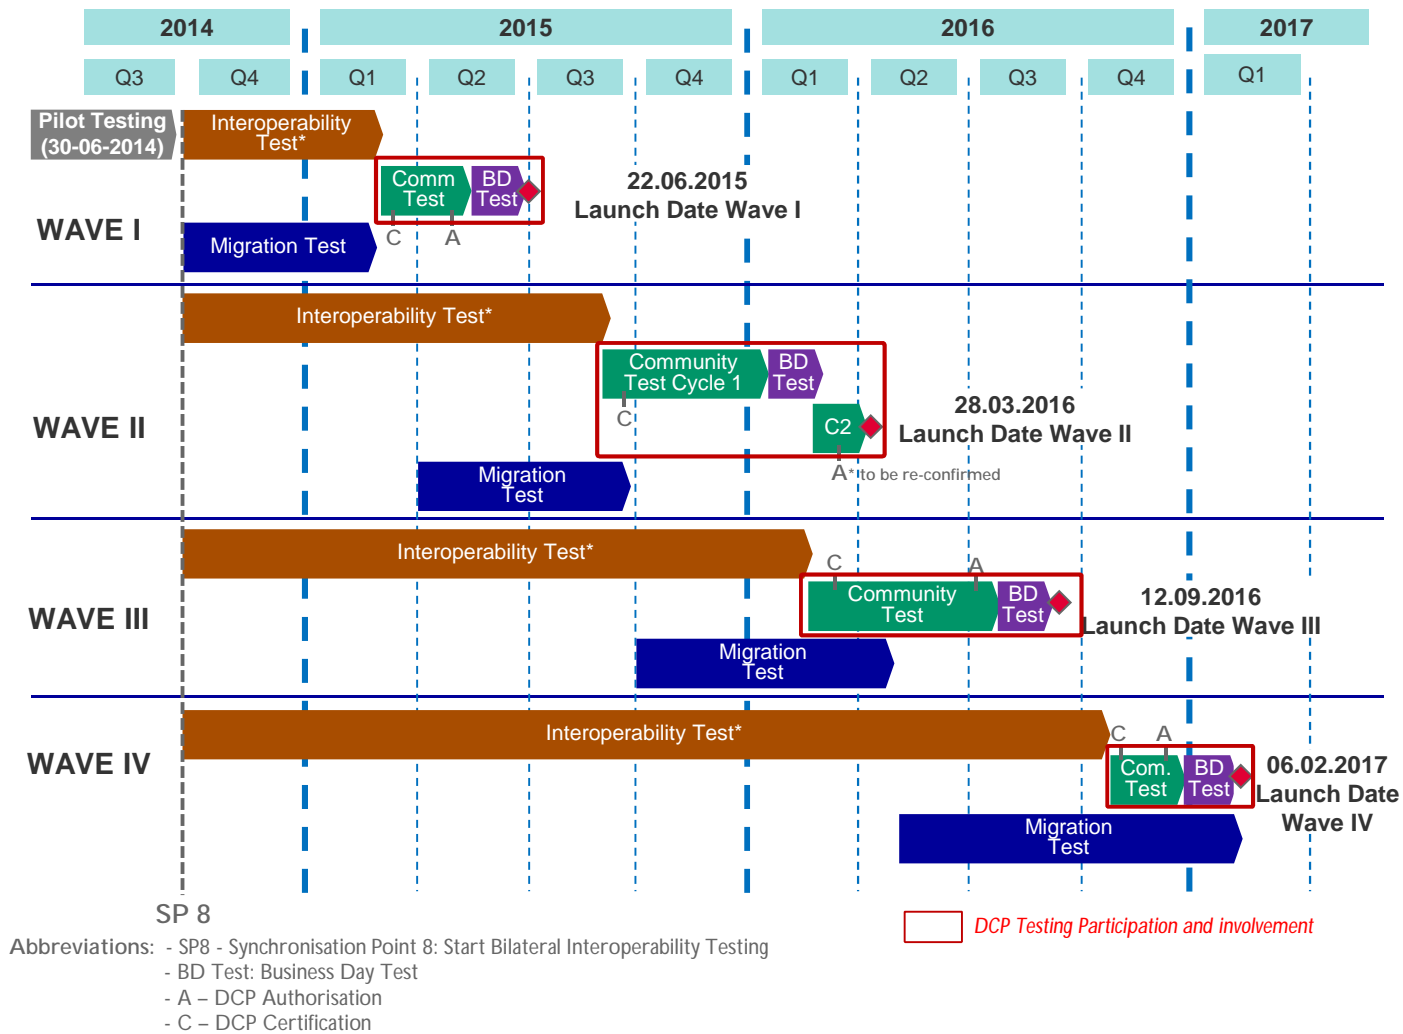 2014
2015
2016
2017
Q3
Q4
Q1
Q2
Q3
Q4
Q1
Q2
Q3
Q4
Q1
Pilot Testing
(30-06-2014)
Interoperability
Test*
Comm
Test
BD
Test
22.06.2015
Launch Date Wave I
WAVE I
C
A
Migration Test
Interoperability Test*
Community
Test Cycle 1
BD
Test
C
C2
28.03.2016
Launch Date Wave II
WAVE II
A* to be re-confirmed
Migration
Test
Interoperability Test*
C
A
Community
Test
BD
Test
12.09.2016
Launch Date Wave III
WAVE III
Migration
Test
Interoperability Test*
C
A
WAVE IV
Com.
Test
BD
Test
06.02.2017
Launch Date
Wave IV
Migration
Test
SP 8
DCP Testing Participation and involvement
Abbreviations: - SP8 - Synchronisation Point 8: Start Bilateral Interoperability Testing
- BD Test: Business Day Test
- A – DCP Authorisation
- C – DCP Certification